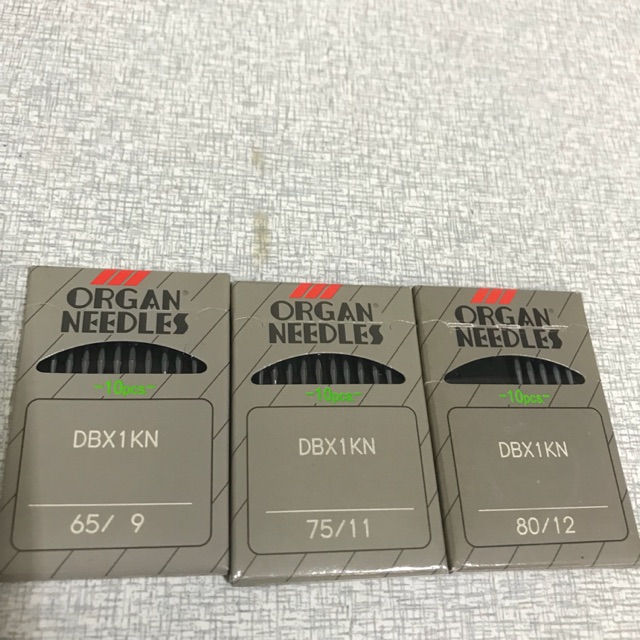 ORGAN®
NEEDLES
-10pcs-
DBX1KN
65/ 9
ORGAN®
NEEDLES
-10pcs-
DBX1KN
75/11
ORGAN®
NEEDLES
-10pcs-
DBX1KN
80/12